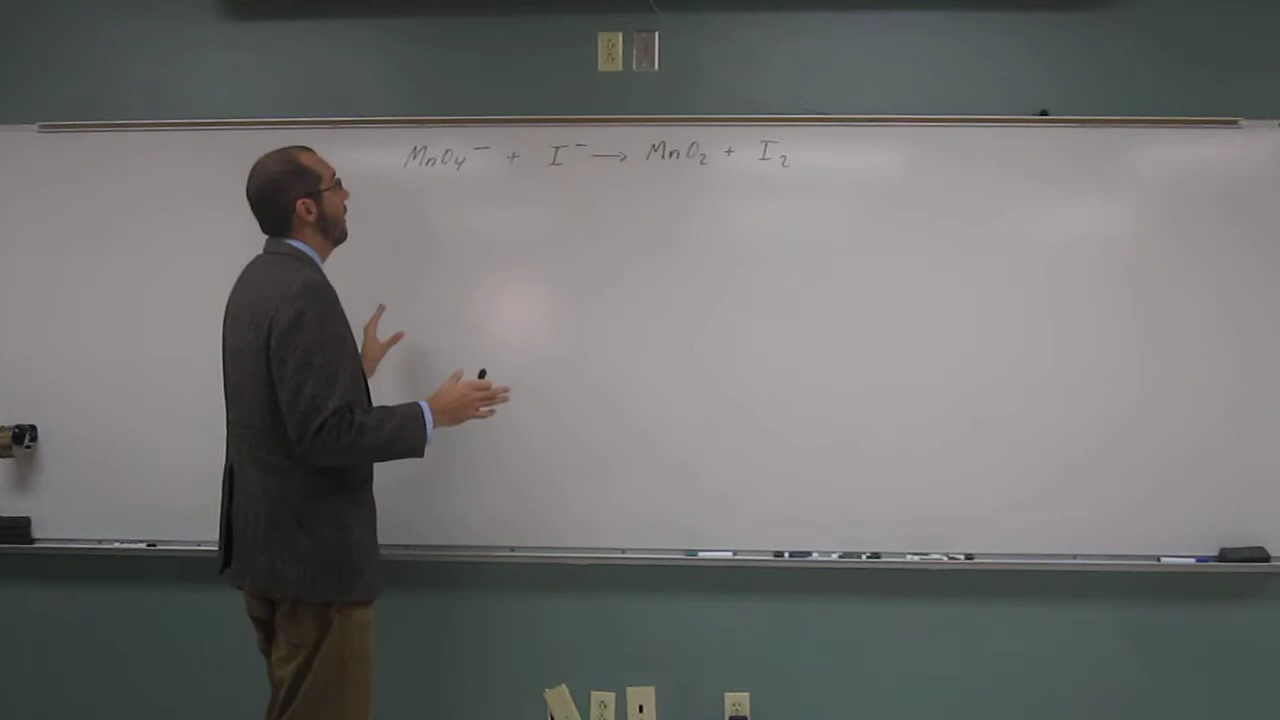 MnO₄⁻ + I⁻ → MnO₂ + I₂